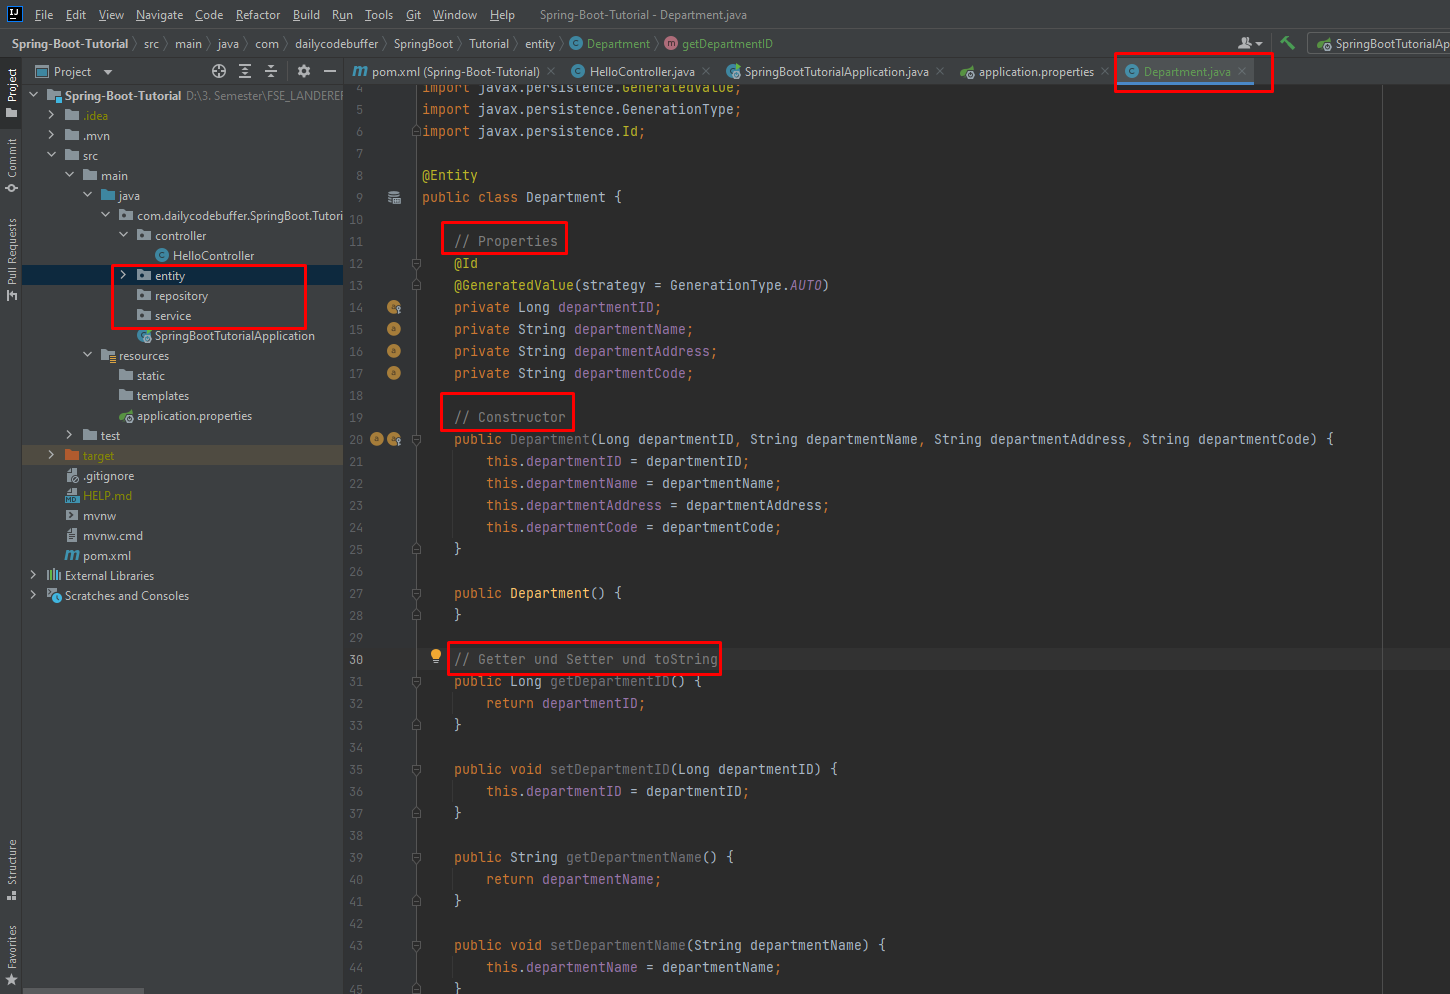 File Edit View Navigate Code Refactor Build Run Tools Git Window Help Spring-Boot-Tutorial - Department.java
Spring-Boot-Tutorial src main java com dailycodebuffer SpringBoot Tutorial entity Department getDepartmentID SpringBootTutorialAp
Project
Commit
Pull Requests
Structure
Favorites
Project
Spring-Boot-Tutorial D:\3. Semester\FSE_LANDERER
.idea
.mvn
src
main
java
com.dailycodebuffer.SpringBoot.Tutori
controller
HelloController
entity
repository
service
SpringBootTutorialApplication
resources
static
templates
application.properties
test
target
.gitignore
HELP.md
mvnw
mvnw.cmd
pom.xml
External Libraries
Scratches and Consoles
pom.xml (Spring-Boot-Tutorial) HelloController.java SpringBootTutorialApplication.java application.properties Department.java
4 import javax.persistence.GeneratedValue;
5 import javax.persistence.GenerationType;
6 import javax.persistence.Id;
7
8 @Entity
9 public class Department {
10
11 // Properties
12 @Id
13 @GeneratedValue(strategy = GenerationType.AUTO)
14 private Long departmentID;
15 private String departmentName;
16 private String departmentAddress;
17 private String departmentCode;
18
19 // Constructor
20 public Department(Long departmentID, String departmentName, String departmentAddress, String departmentCode) {
21 this.departmentID = departmentID;
22 this.departmentName = departmentName;
23 this.departmentAddress = departmentAddress;
24 this.departmentCode = departmentCode;
25 }
26
27 public Department() {
28 }
29
30 // Getter und Setter und toString
31 public Long getDepartmentID() {
32 return departmentID;
33 }
34
35 public void setDepartmentID(Long departmentID) {
36 this.departmentID = departmentID;
37 }
38
39 public String getDepartmentName() {
40 return departmentName;
41 }
42
43 public void setDepartmentName(String departmentName) {
44 this.departmentName = departmentName;
45 }